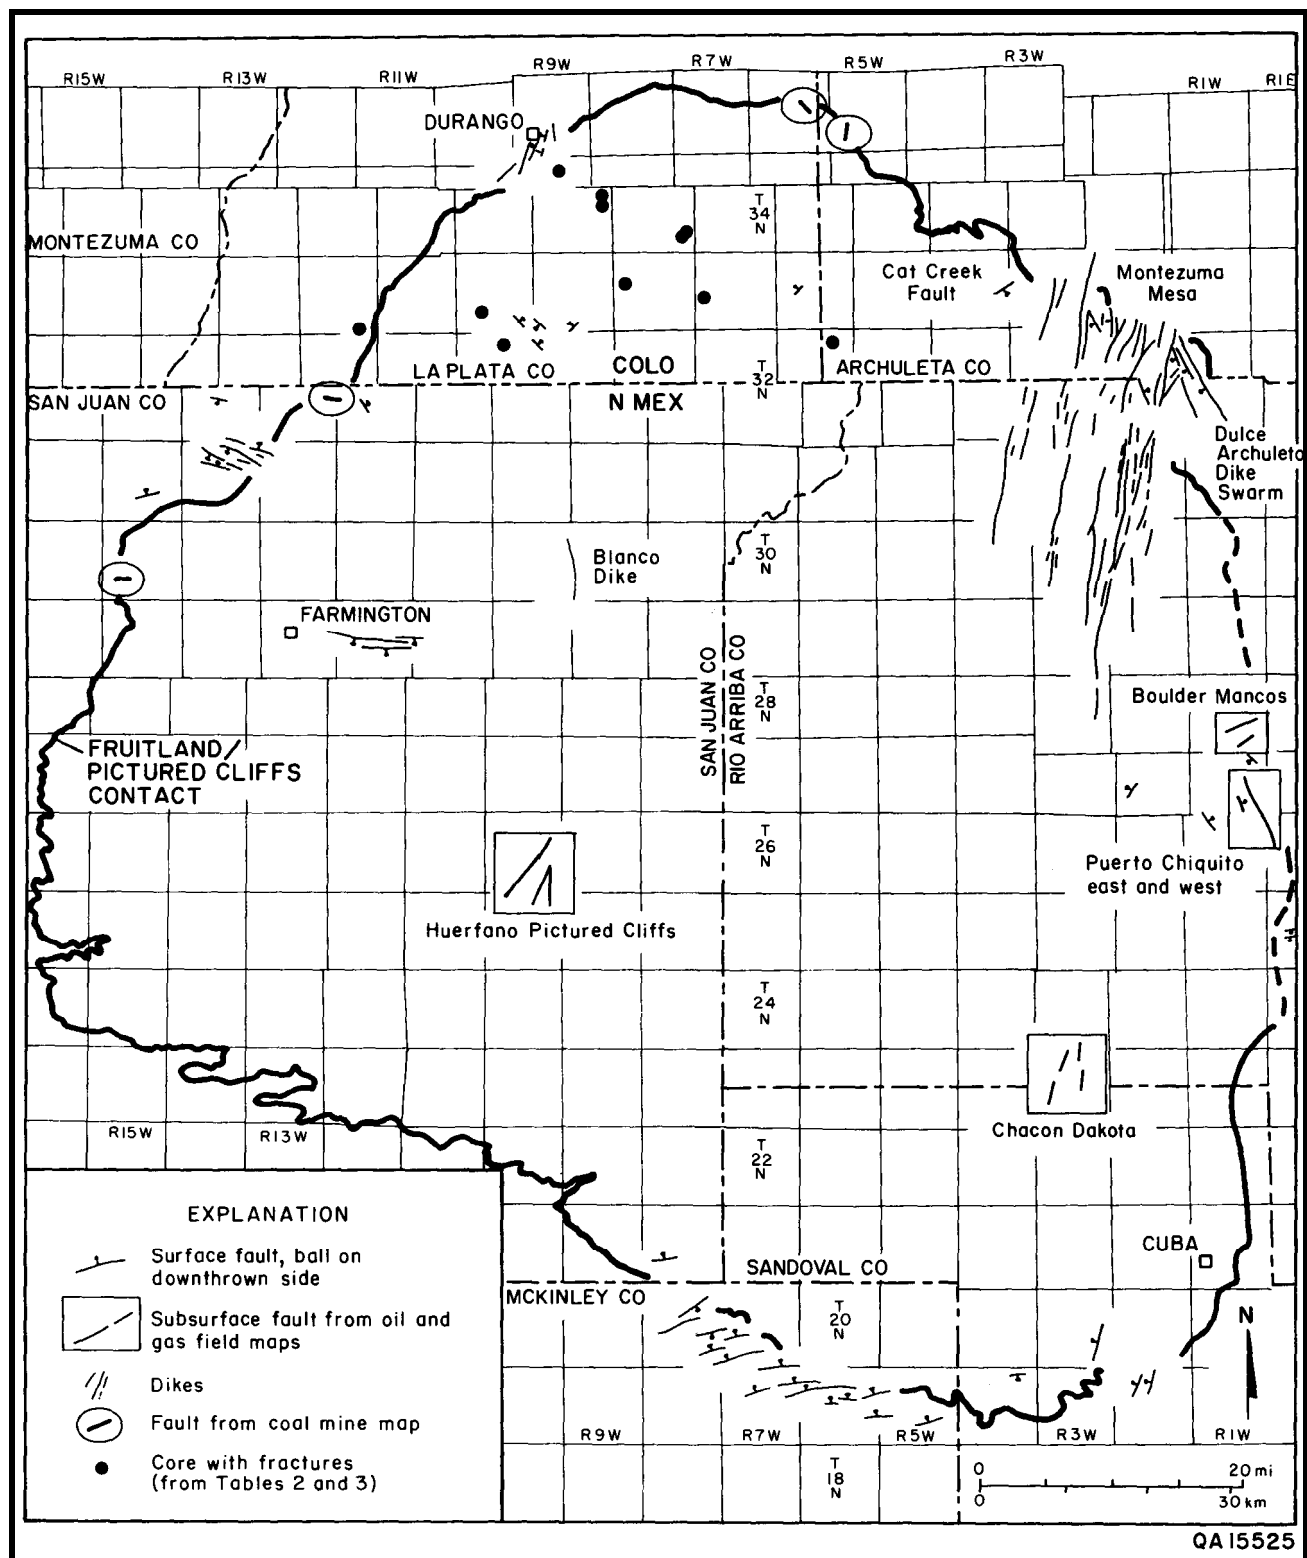 R15W
R13W
R11W
R9W
R7W
R5W
R3W
R1W
R1E
DURANGO
T
34
N
MONTEZUMA CO
Cat Creek
Fault
Montezuma
Mesa
LA PLATA CO
COLO
T
32
N
ARCHULETA CO
SAN JUAN CO
N MEX
Dulce
Archuleta
Dike
Swarm
Blanco
Dike
T
30
N
FARMINGTON
SAN JUAN CO
RIO ARRIBA CO
T
28
N
Boulder Mancos
FRUITLAND/
PICTURED CLIFFS
CONTACT
T
26
N
Puerto Chiquito
east and west
Huerfano Pictured Cliffs
T
24
N
Chacon Dakota
R15W
R13W
T
22
N
EXPLANATION
Surface fault, ball on
downthrown side
Subsurface fault from oil and
gas field maps
Dikes
Fault from coal mine map
Core with fractures
(from Tables 2 and 3)
CUBA
SANDOVAL CO
MCKINLEY CO
T
20
N
N
R9W
R7W
R5W
R3W
R1W
T
18
N
0
20 mi
0
30 km
QA15525